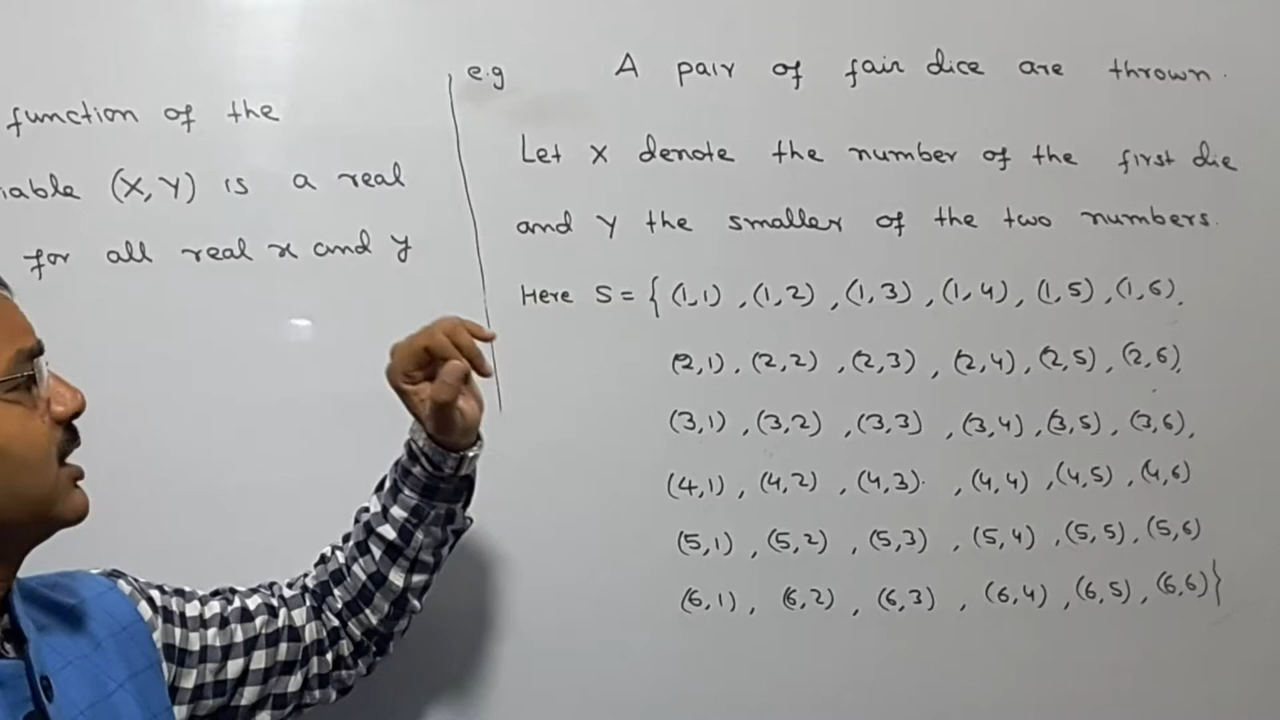 function of the
iable (X, Y) is a real
for all real x and y
e.g A pair of fair dice are thrown.
Let X denote the number of the first die
and Y the smaller of the two numbers.
Here S = { (1,1), (1,2), (1,3), (1,4), (1,5), (1,6),
(2,1), (2,2), (2,3), (2,4), (2,5), (2,6),
(3,1), (3,2), (3,3), (3,4), (3,5), (3,6),
(4,1), (4,2), (4,3), (4,4), (4,5), (4,6)
(5,1), (5,2), (5,3), (5,4), (5,5), (5,6)
(6,1), (6,2), (6,3), (6,4), (6,5), (6,6)}